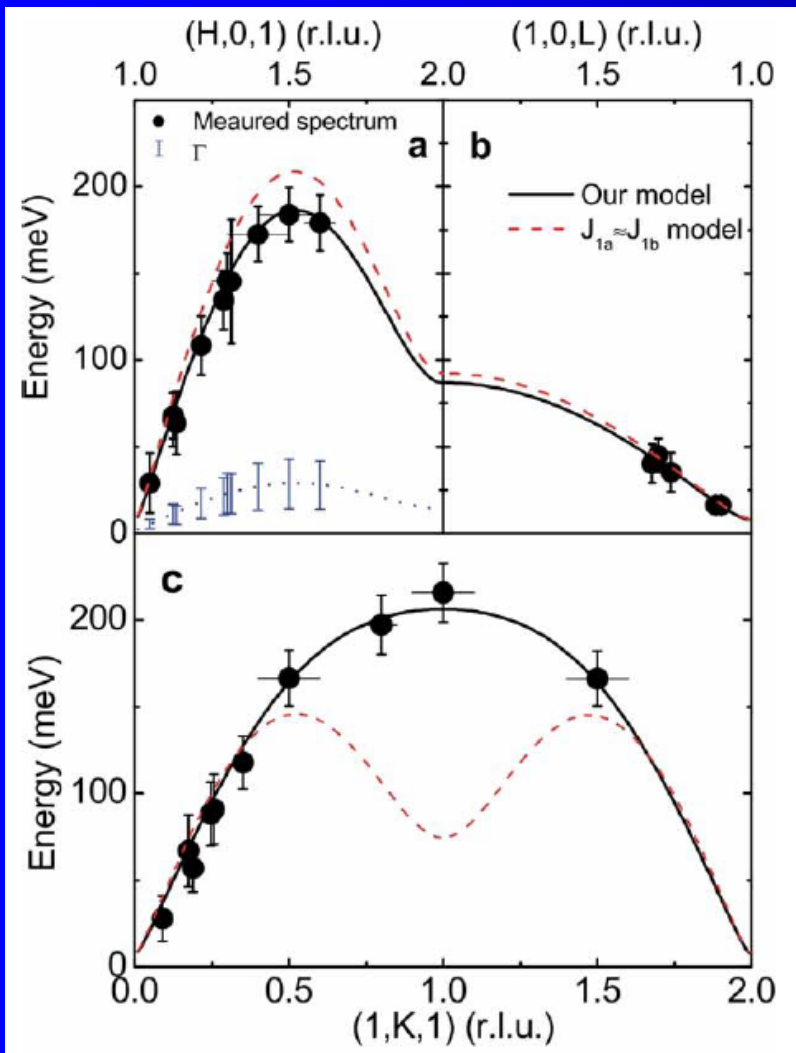 (H,0,1) (r.l.u.) (1,0,L) (r.l.u.)
1.0 1.5 2.0 1.5 1.0
Meaured spectrum
Γ
a
b
Our model
J1a≈J1b model
Energy (meV)
200
100
0
c
Energy (meV)
200
100
0
0.0 0.5 1.0 1.5 2.0
(1,K,1) (r.l.u.)